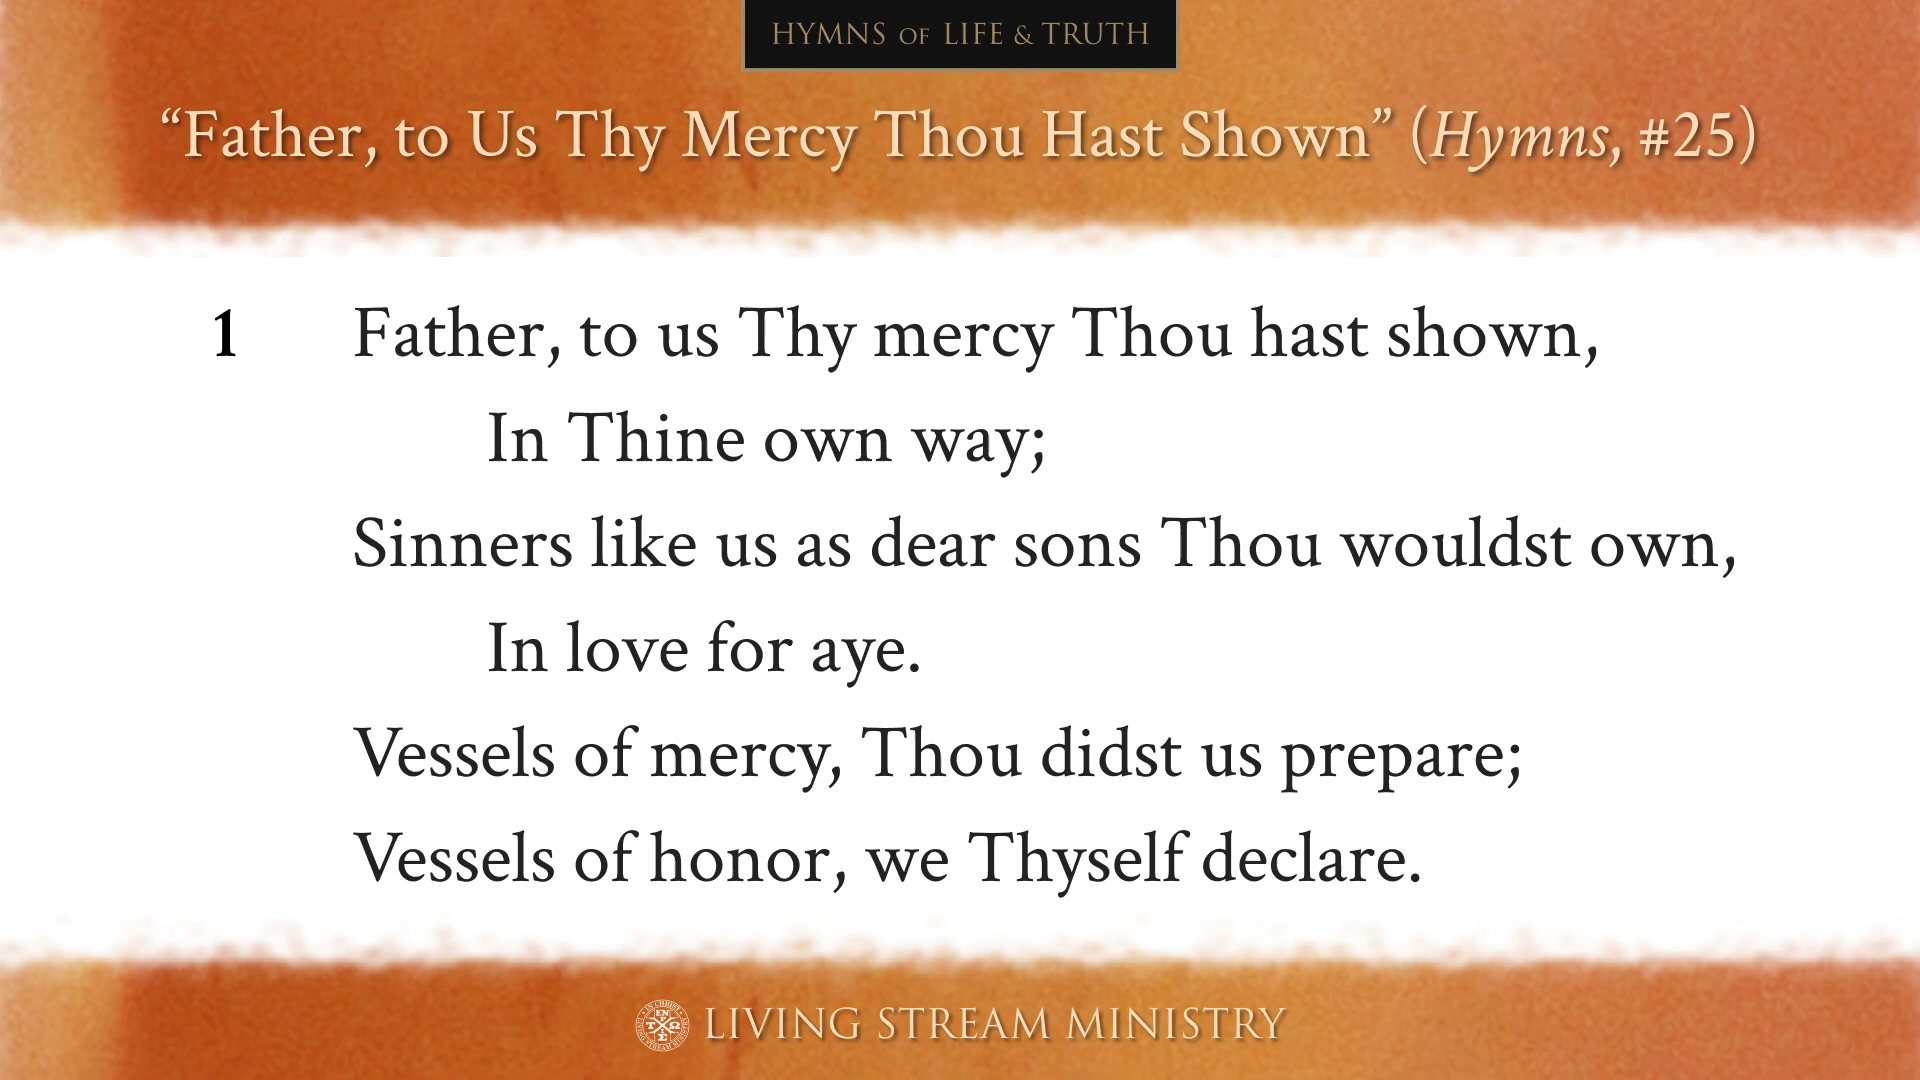 HYMNS OF LIFE & TRUTH
“Father, to Us Thy Mercy Thou Hast Shown” (Hymns, #25)
1 Father, to us Thy mercy Thou hast shown,
In Thine own way;
Sinners like us as dear sons Thou wouldst own,
In love for aye.
Vessels of mercy, Thou didst us prepare;
Vessels of honor, we Thyself declare.
LIVING STREAM MINISTRY